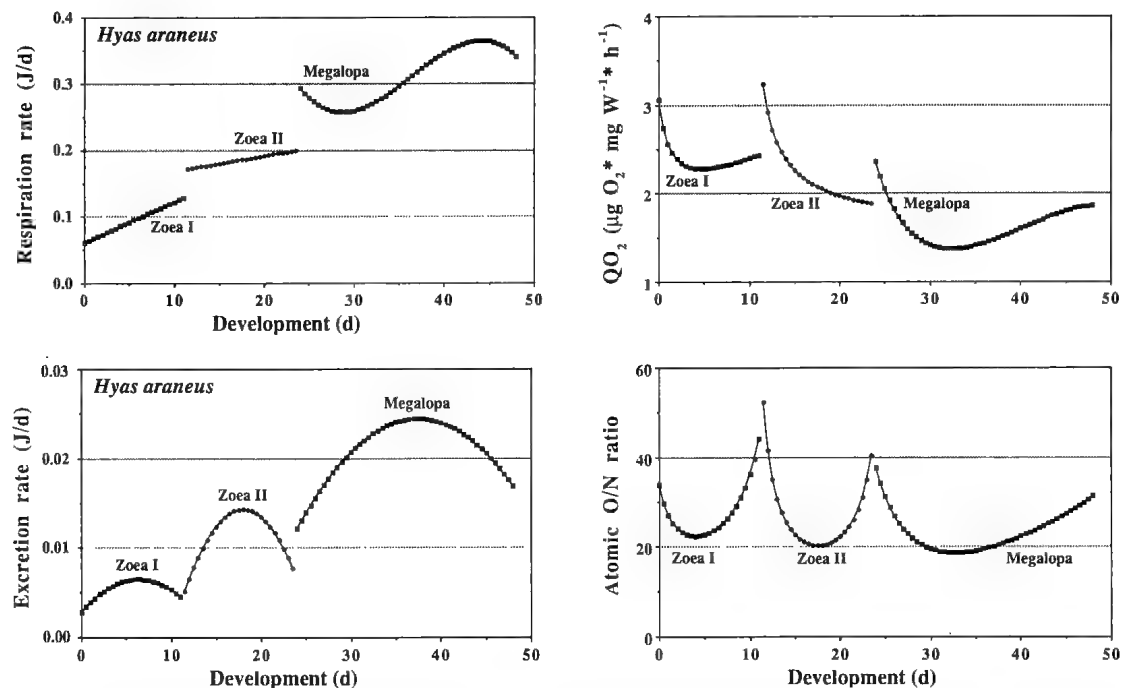 Hyas araneus
Respiration rate (J/d)
0.4
0.3
0.2
0.1
0.0
Megalopa
Zoea II
Zoea I
0 10 20 30 40 50
Development (d)
QO2 (µg O2* mg W-1* h-1)
4
3
2
1
Zoea I
Zoea II
Megalopa
0 10 20 30 40 50
Development (d)
Hyas araneus
Excretion rate (J/d)
0.03
0.02
0.01
0.00
Megalopa
Zoea II
Zoea I
0 10 20 30 40 50
Development (d)
Atomic O/N ratio
60
40
20
0
Zoea I
Zoea II
Megalopa
0 10 20 30 40 50
Development (d)